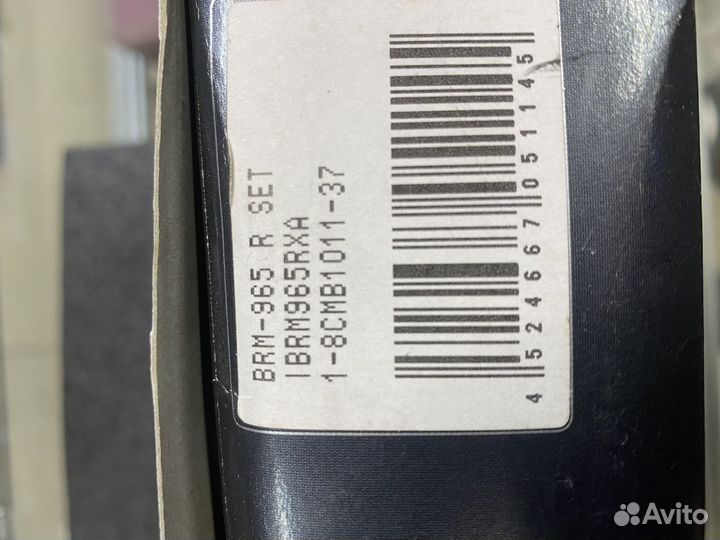 BRM-965 R SET
IBRM965RXA
1-8CMB1011-37
4 524667 051145
Avito